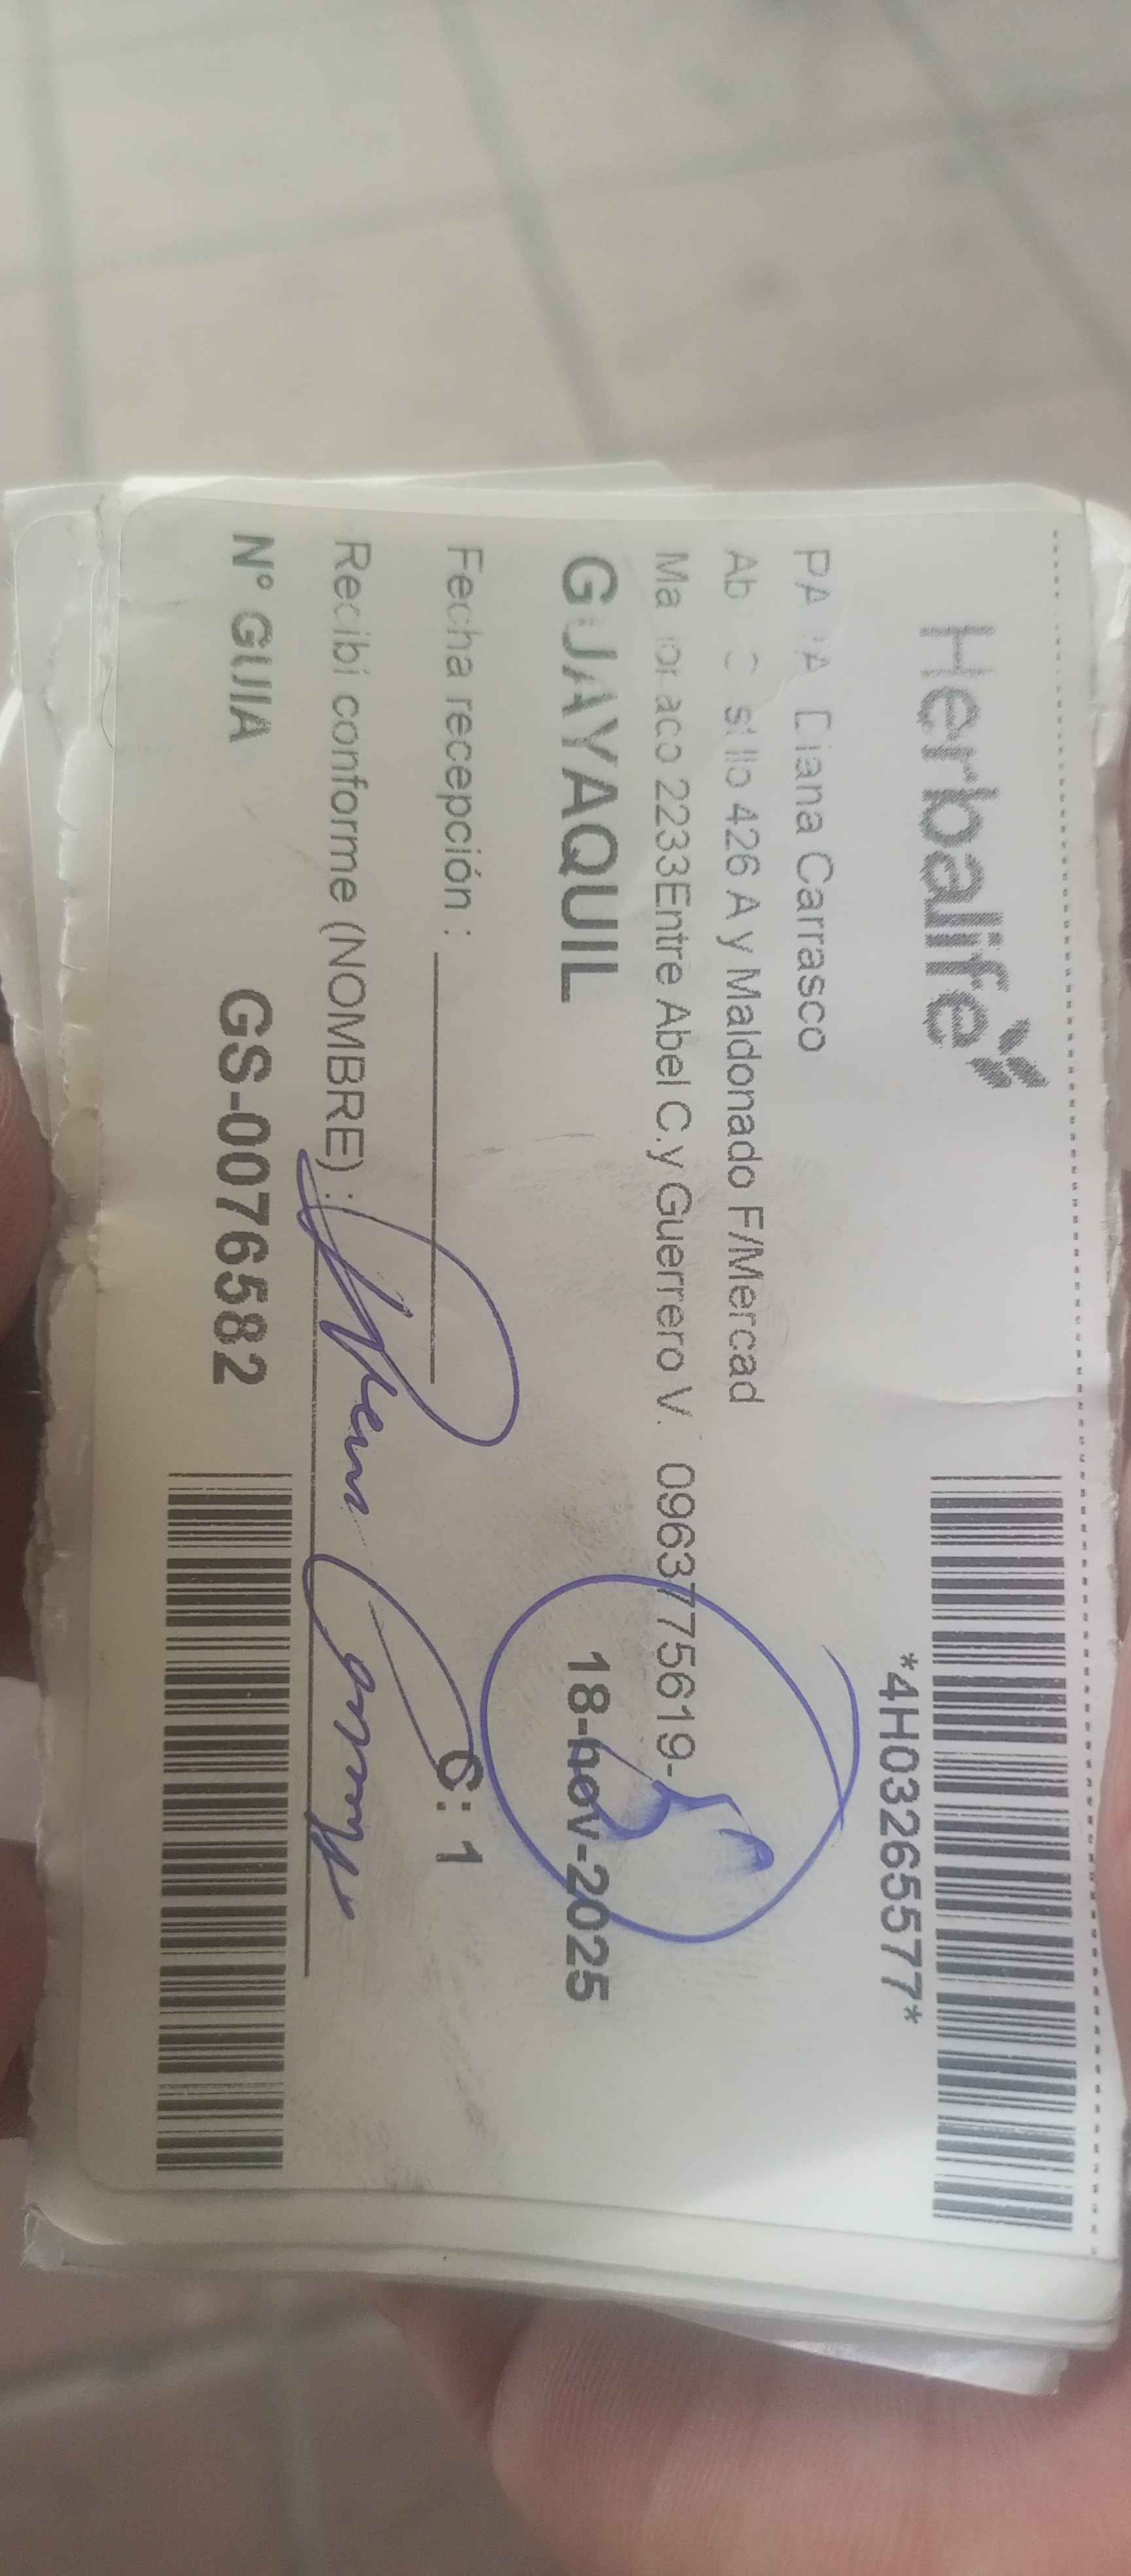 Herbalife
*4H03265577*
Diana Carrasco
426 A y Maldonado F/Mercad
2233Entre Abel C.y Guerrero V. 0963775619-
GUAYAQUIL 18-nov-2025
Fecha recepción :
C: 1
Recibí conforme (NOMBRE) :
N° GUIA GS-0076582